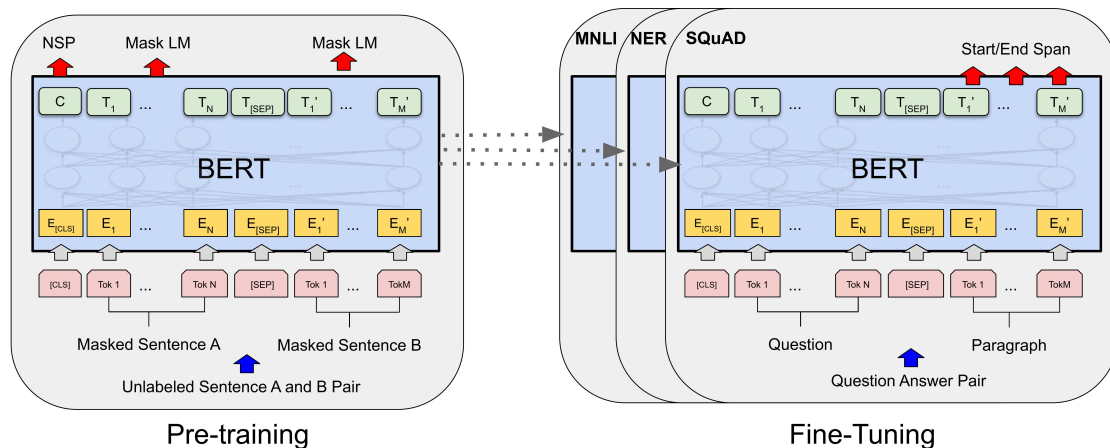 NSP Mask LM Mask LM
C T1 ... TN T[SEP] T1' ... TM'
...
BERT
...
E[CLS] E1 ... EN E[SEP] E1' ... EM'
[CLS] Tok 1 ... Tok N [SEP] Tok 1 ... TokM
Masked Sentence A Masked Sentence B
Unlabeled Sentence A and B Pair
Pre-training
MNLI NER SQuAD
Start/End Span
C T1 ... TN T[SEP] T1' ... TM'
...
BERT
...
E[CLS] E1 ... EN E[SEP] E1' ... EM'
[CLS] Tok 1 ... Tok N [SEP] Tok 1 ... TokM
Question Paragraph
Question Answer Pair
Fine-Tuning